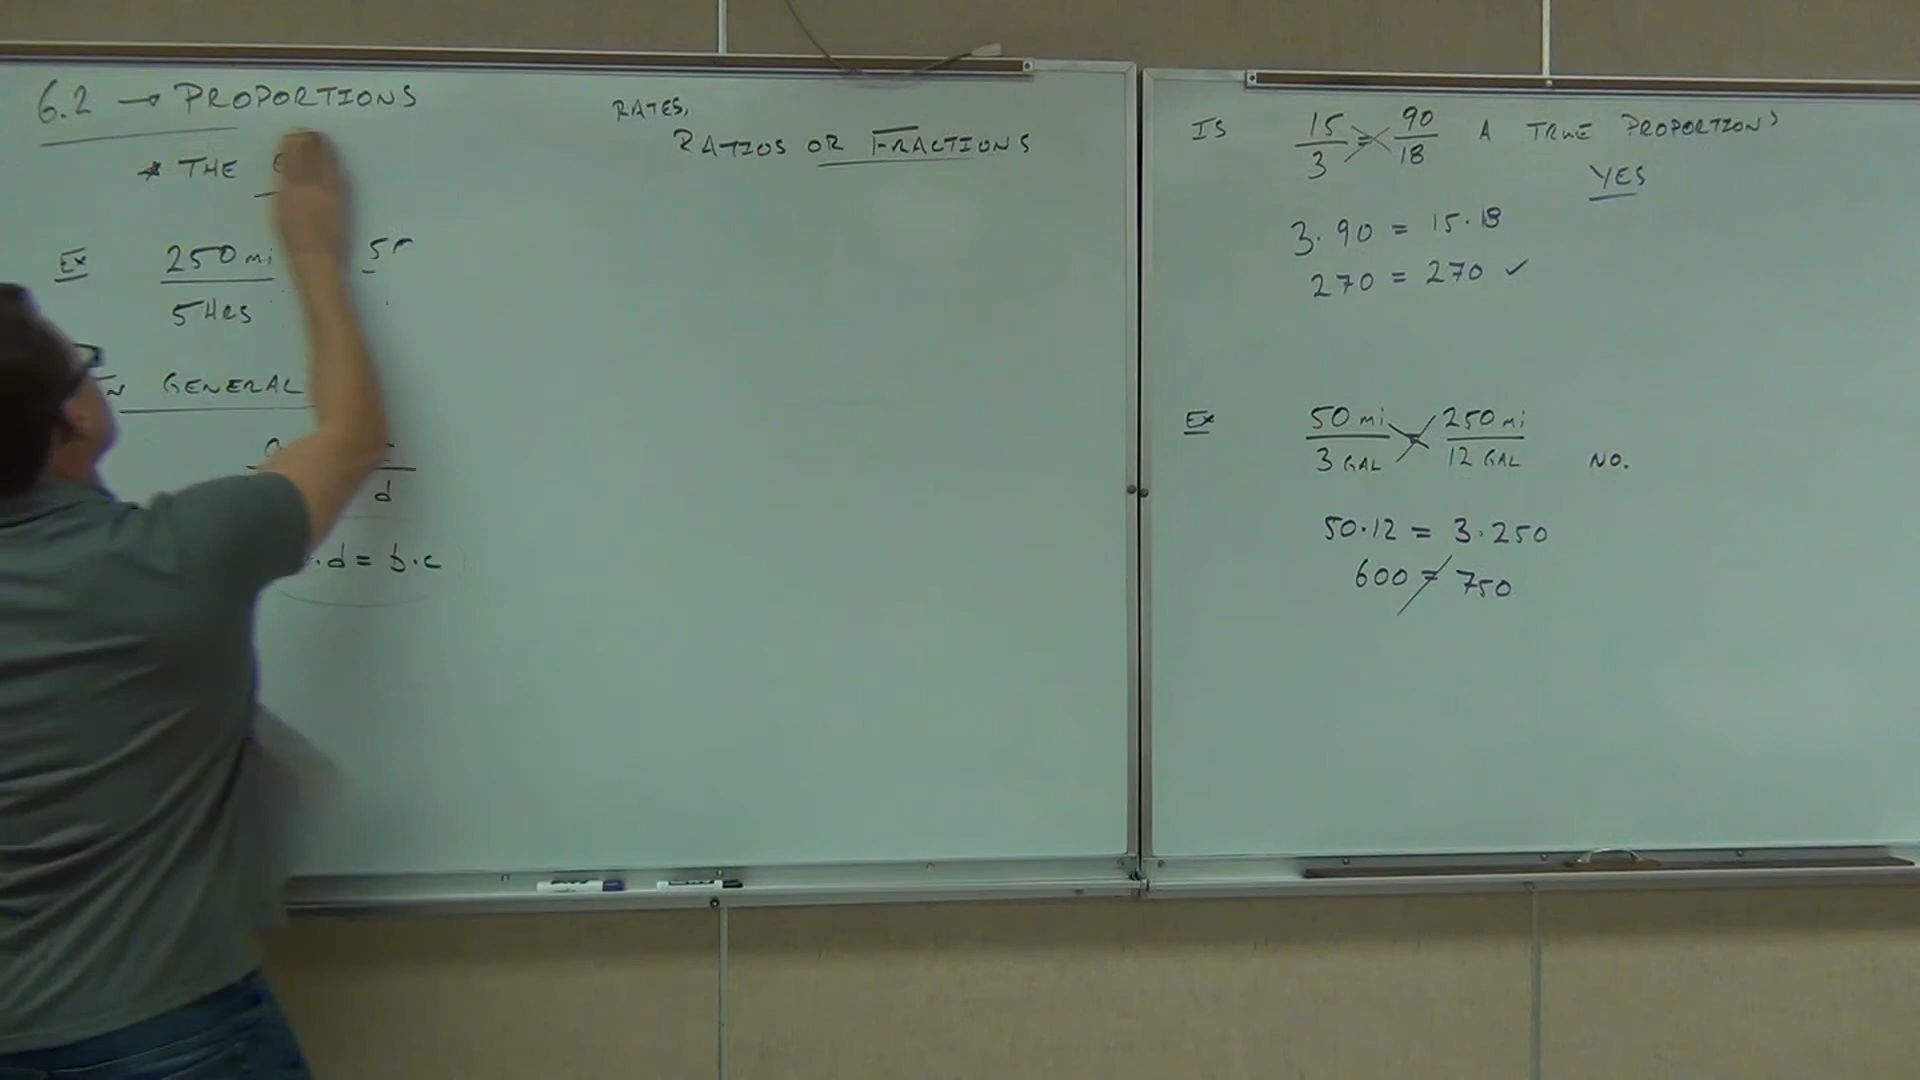 6.2 → PROPORTIONS
* THE
RATES,
RATIOS OR FRACTIONS
Ex 250 mi
5 Hrs
GENERAL
d
.d = b.c
IS 15/3 = 90/18 A TRUE PROPORTION?
YES
3.90 = 15.18
270 = 270 ✓
Ex 50 mi/3 GAL = 250 mi/12 GAL NO.
50.12 = 3.250
600 ≠ 750